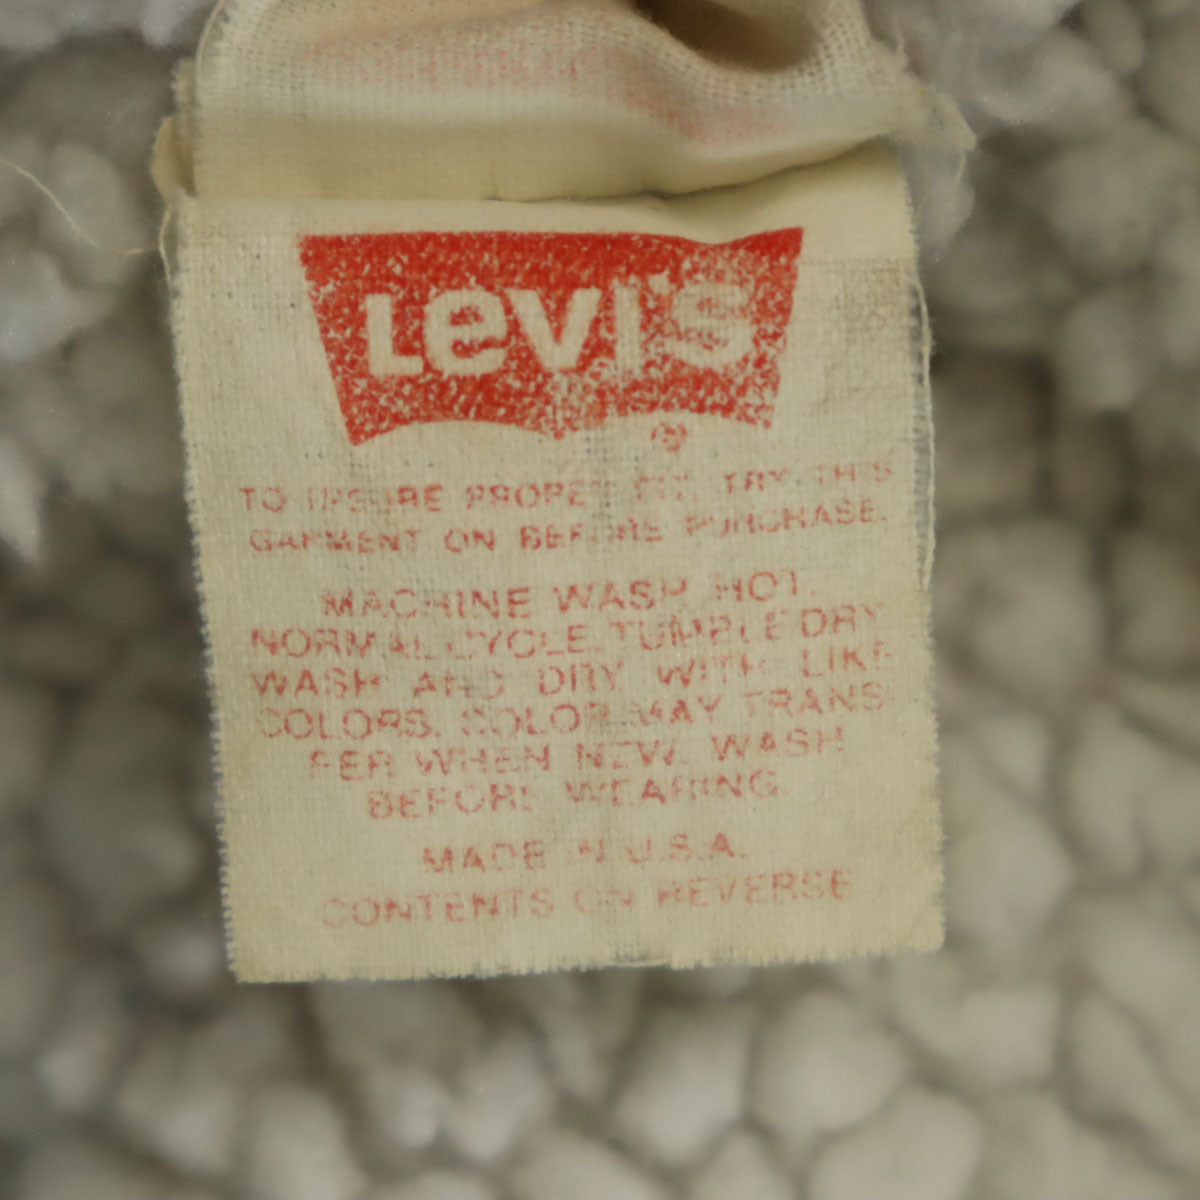 Levi's
®
TO INSURE PROPER FIT, TRY THIS
GARMENT ON BEFORE PURCHASE.
MACHINE WASH HOT.
NORMAL CYCLE. TUMBLE DRY
WASH AND DRY WITH LIKE
COLORS. COLOR MAY TRANS-
FER WHEN NEW. WASH
BEFORE WEARING.
MADE IN U.S.A.
CONTENTS ON REVERSE